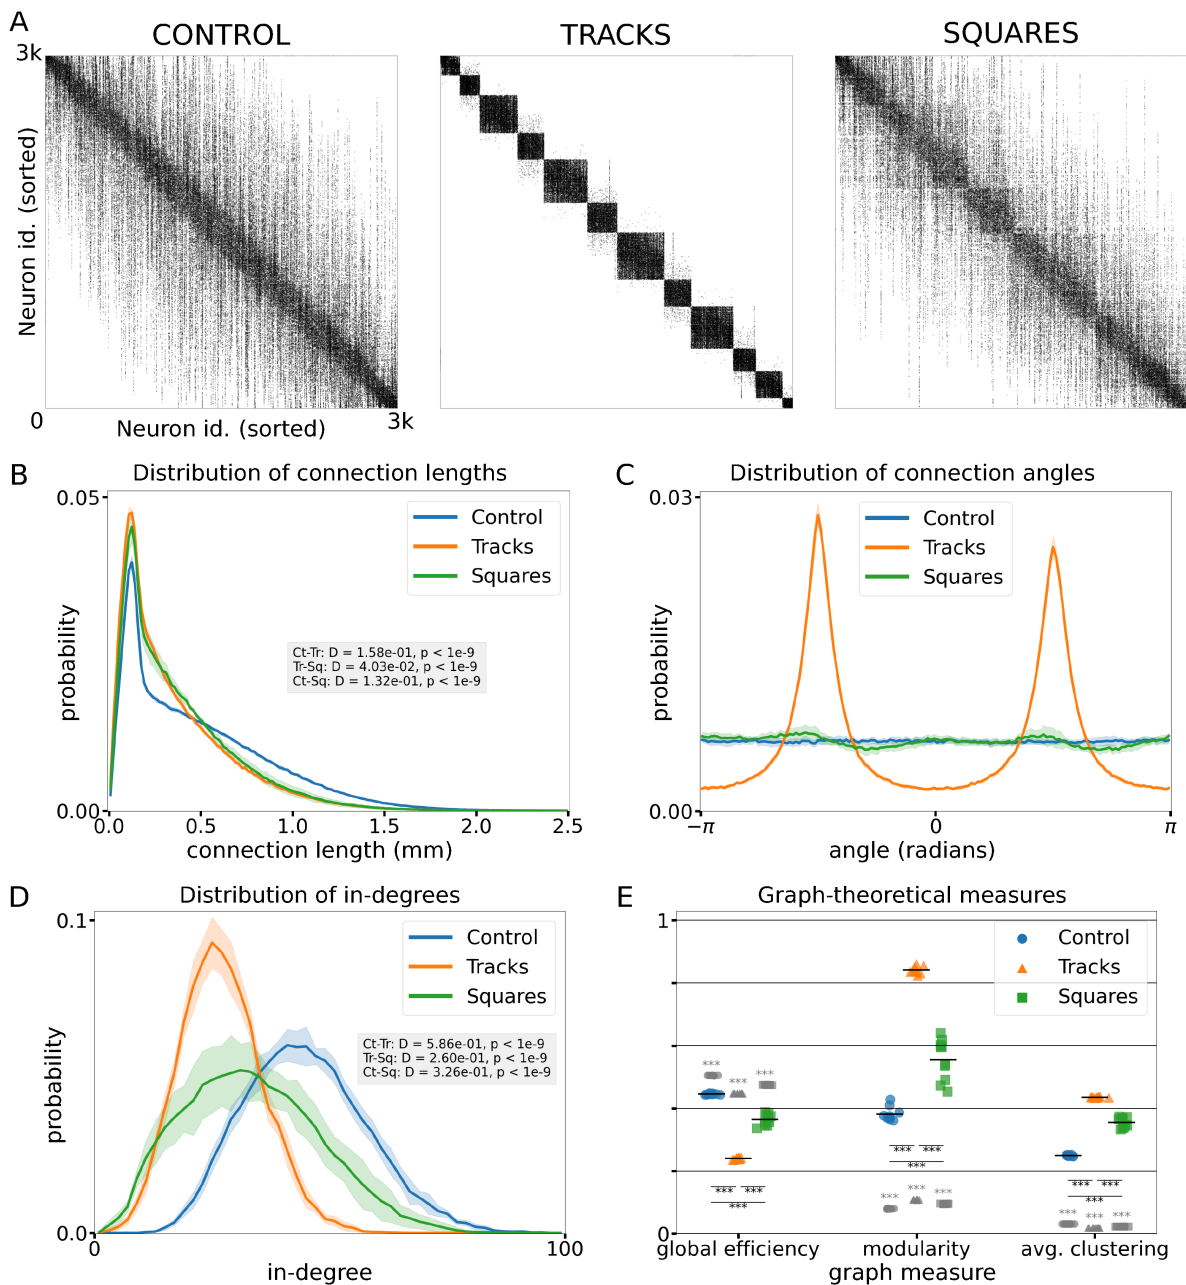 A
CONTROL
TRACKS
SQUARES
3k
Neuron id. (sorted)
0
Neuron id. (sorted)
3k
B
Distribution of connection lengths
0.05
Control
Tracks
Squares
probability
Ct-Tr: D = 1.58e-01, p < 1e-9
Tr-Sq: D = 4.03e-02, p < 1e-9
Ct-Sq: D = 1.32e-01, p < 1e-9
0.00
0.0 0.5 1.0 1.5 2.0 2.5
connection length (mm)
C
Distribution of connection angles
0.03
Control
Tracks
Squares
probability
0.00
−π 0 π
angle (radians)
D
Distribution of in-degrees
0.1
Control
Tracks
Squares
probability
Ct-Tr: D = 5.86e-01, p < 1e-9
Tr-Sq: D = 2.60e-01, p < 1e-9
Ct-Sq: D = 3.26e-01, p < 1e-9
0.0
0 100
in-degree
E
Graph-theoretical measures
1
Control
Tracks
Squares
*** *** ***
*** ***
***
*** ***
***
*** *** ***
*** ***
***
*** *** ***
0
global efficiency modularity avg. clustering
graph measure